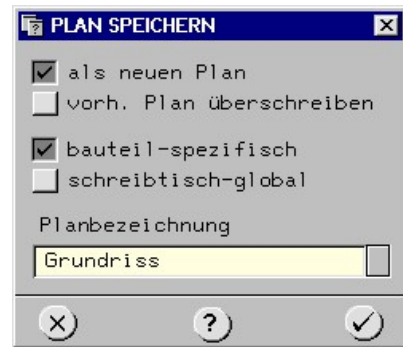 PLAN SPEICHERN
als neuen Plan
vorh. Plan überschreiben
bauteil-spezifisch
schreibtisch-global
Planbezeichnung
Grundriss
?